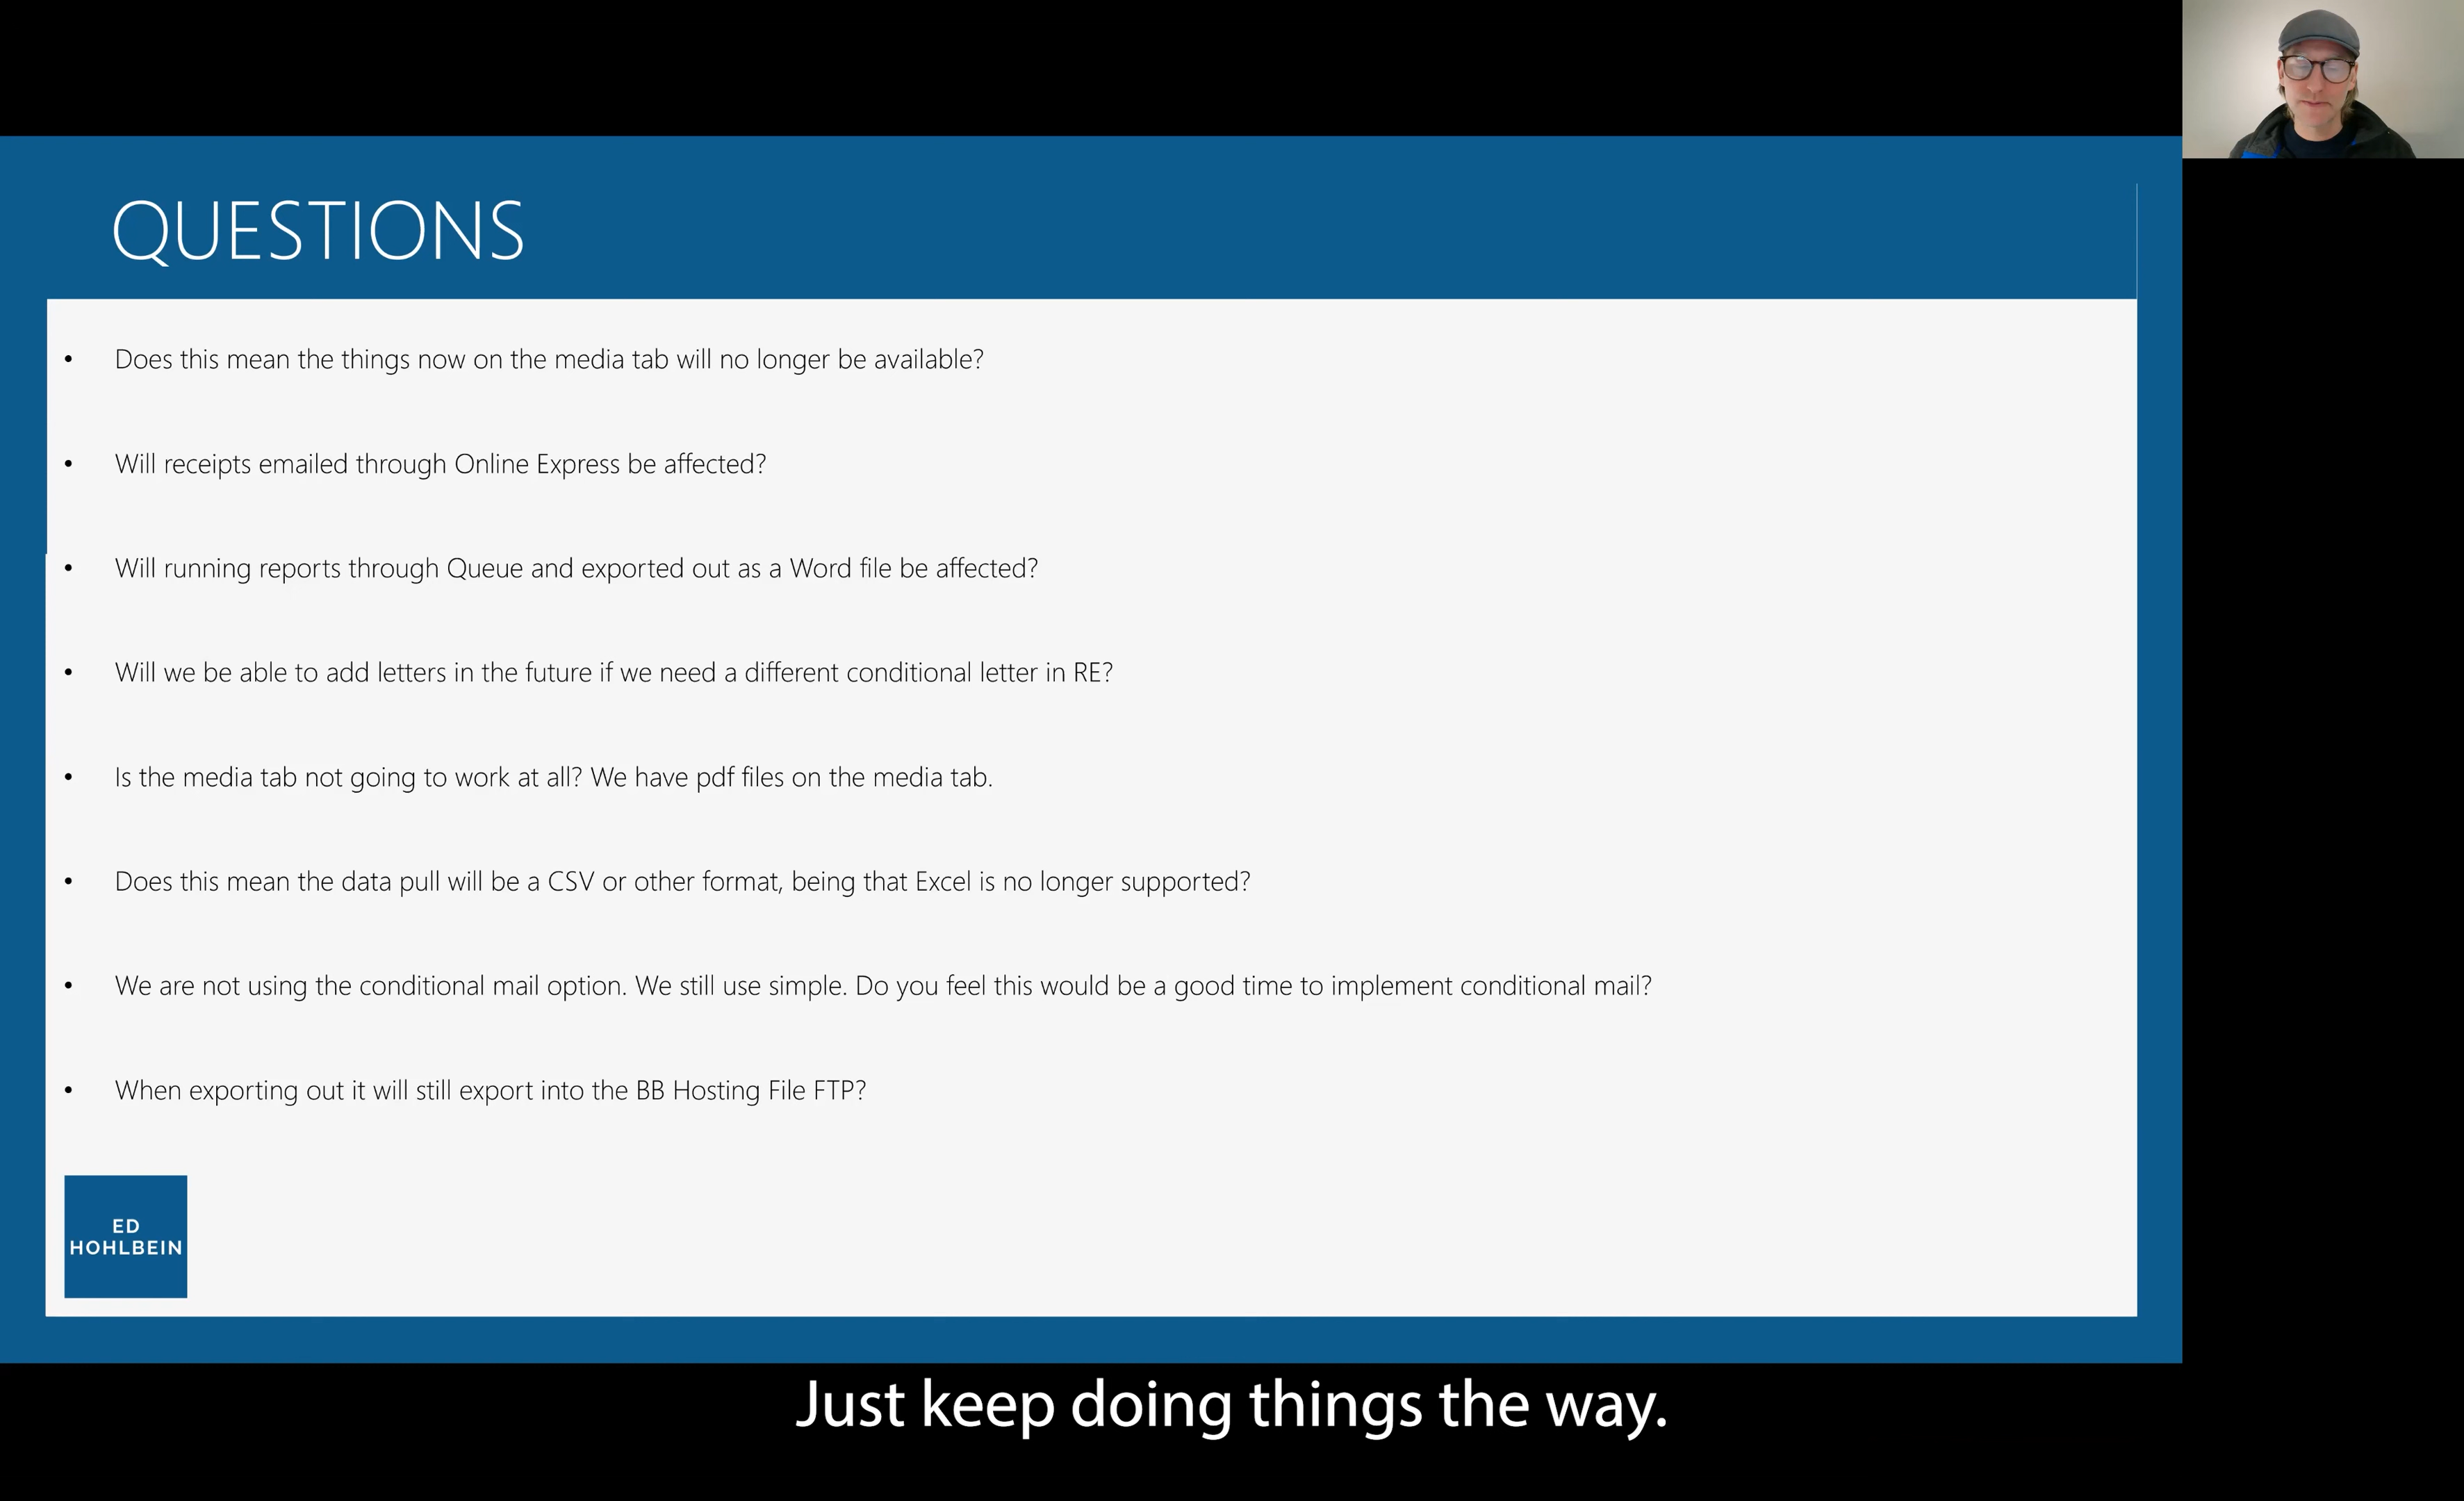 QUESTIONS
• Does this mean the things now on the media tab will no longer be available?
• Will receipts emailed through Online Express be affected?
• Will running reports through Queue and exported out as a Word file be affected?
• Will we be able to add letters in the future if we need a different conditional letter in RE?
• Is the media tab not going to work at all? We have pdf files on the media tab.
• Does this mean the data pull will be a CSV or other format, being that Excel is no longer supported?
• We are not using the conditional mail option. We still use simple. Do you feel this would be a good time to implement conditional mail?
• When exporting out it will still export into the BB Hosting File FTP?
ED
HOHLBEIN
Just keep doing things the way.